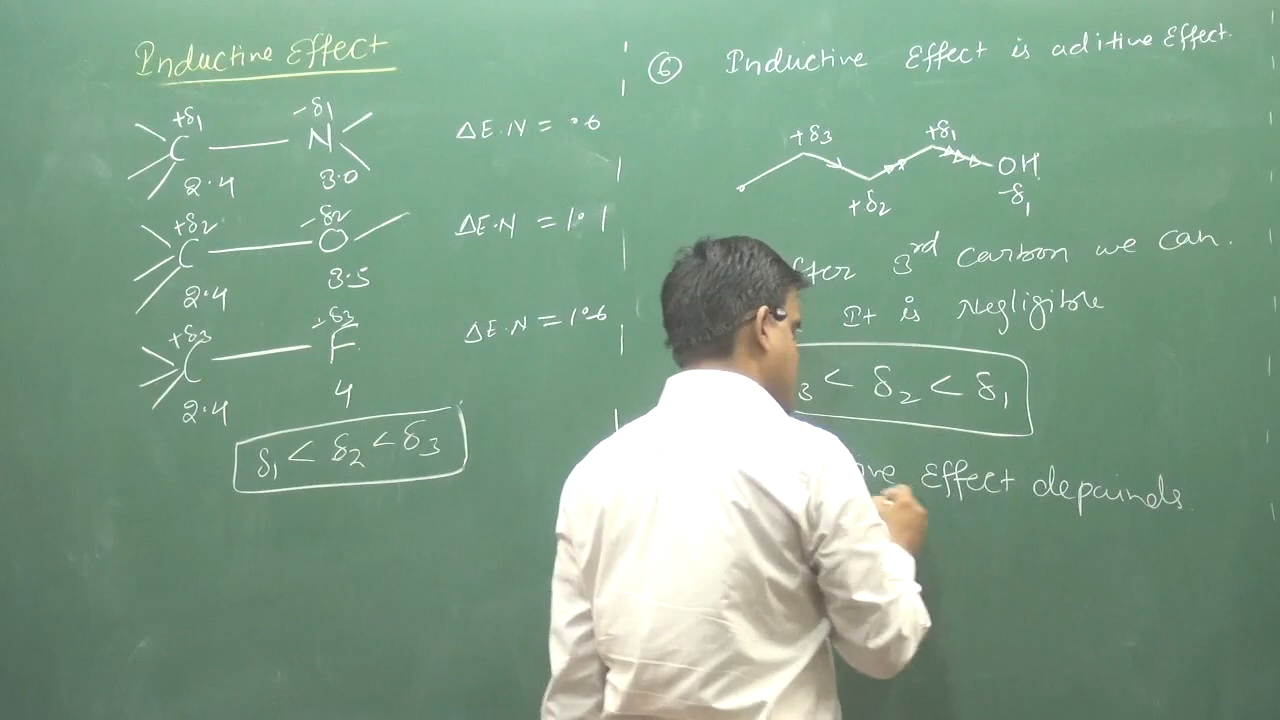 Inductive Effect
+δ1 -δ1
C — N
2.4 3.0
ΔE.N = .6
+δ2 -δ2
C — O
2.4 3.5
ΔE.N = 1.1
+δ3 -δ3
C — F
2.4 4
ΔE.N = 1.6
δ1 < δ2 < δ3
⑥ Inductive Effect is aditive Effect.
+δ3 +δ1
OH
+δ2 -δ1
3rd carbon we can.
It is Negligible
3 < δ2 < δ1
Effect depainds